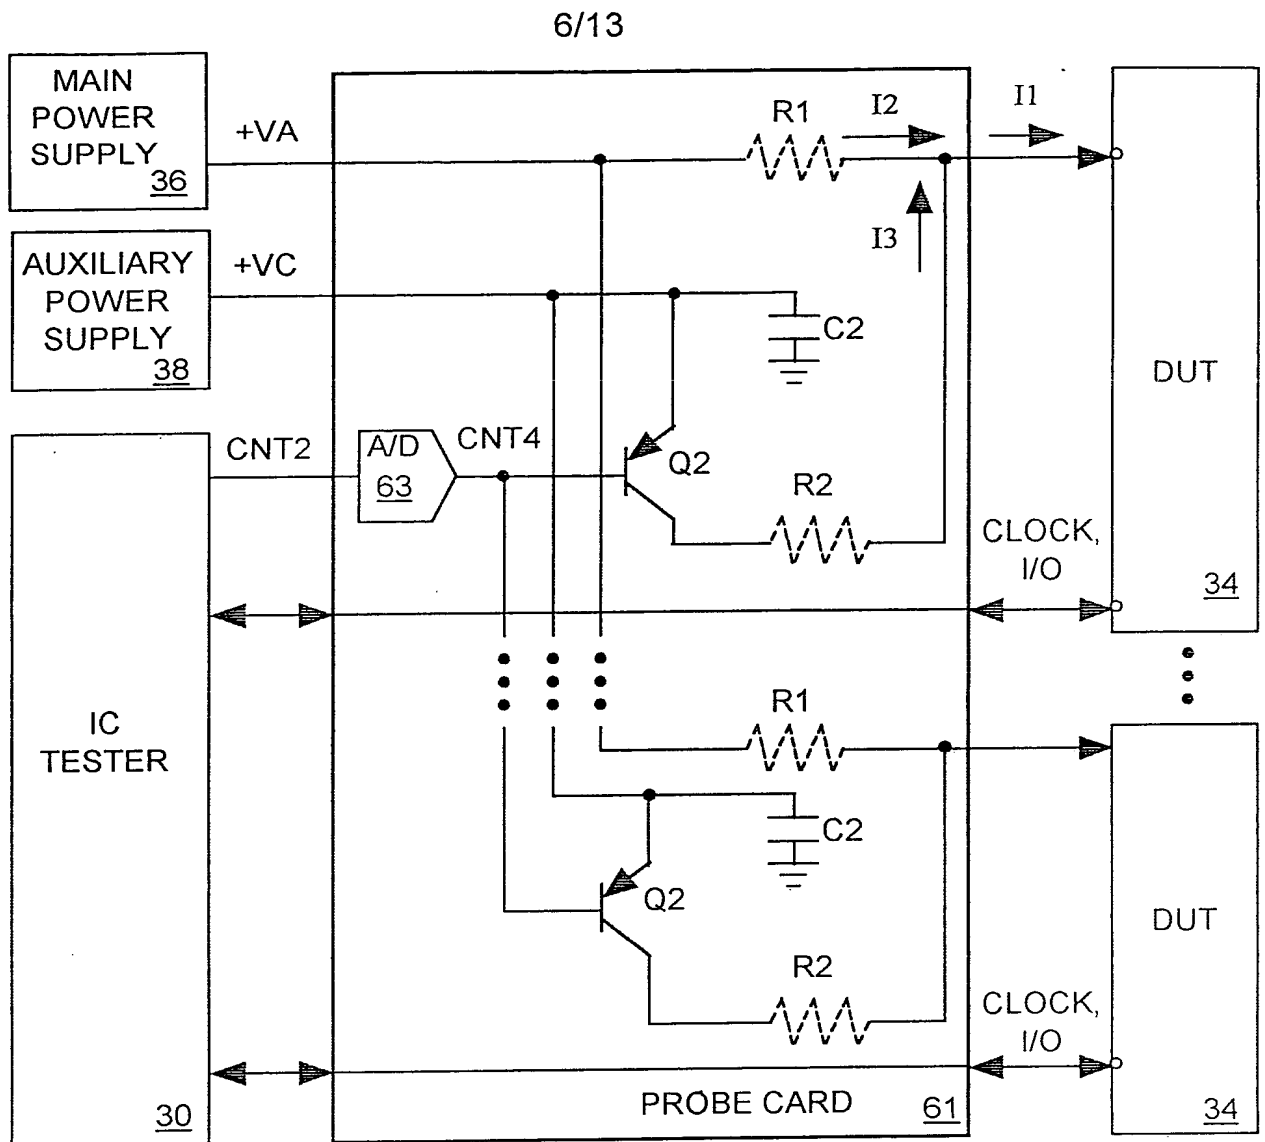 6/13
MAIN
POWER
SUPPLY
36
+VA
R1
I2
I1
I3
AUXILIARY
POWER
SUPPLY
38
+VC
C2
DUT
34
CNT2
A/D
63
CNT4
Q2
R2
CLOCK,
I/O
IC
TESTER
30
R1
C2
Q2
R2
DUT
34
CLOCK,
I/O
PROBE CARD
61